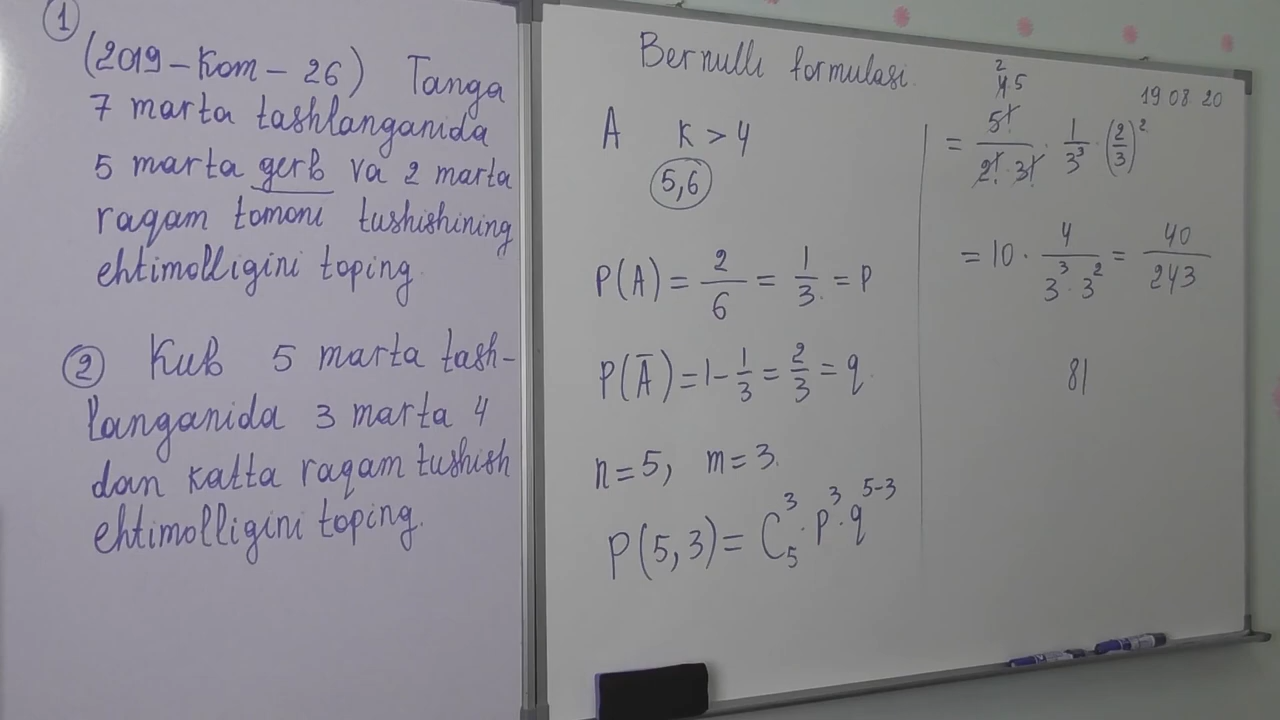 ①
(2019-Kom-26) Tanga
7 marta tashlanganida
5 marta gerb va 2 marta
raqam tomoni tushishining
ehtimolligini toping.
② Kub 5 marta tash-
langanida 3 marta 4
dan katta raqam tushish
ehtimolligini toping.
Bernulli formulasi.
19 08 20
A K > 4
5,6
P(A) = 2/6 = 1/3 = P
P(Ā) = 1 - 1/3 = 2/3 = q
n = 5, m = 3.
P(5,3) = C₅³ · P³ · q⁵⁻³
2
4·5
= 5!/(2!·3!) · 1/3³ · (2/3)²
= 10 · 4/(3³·3²) = 40/243
81